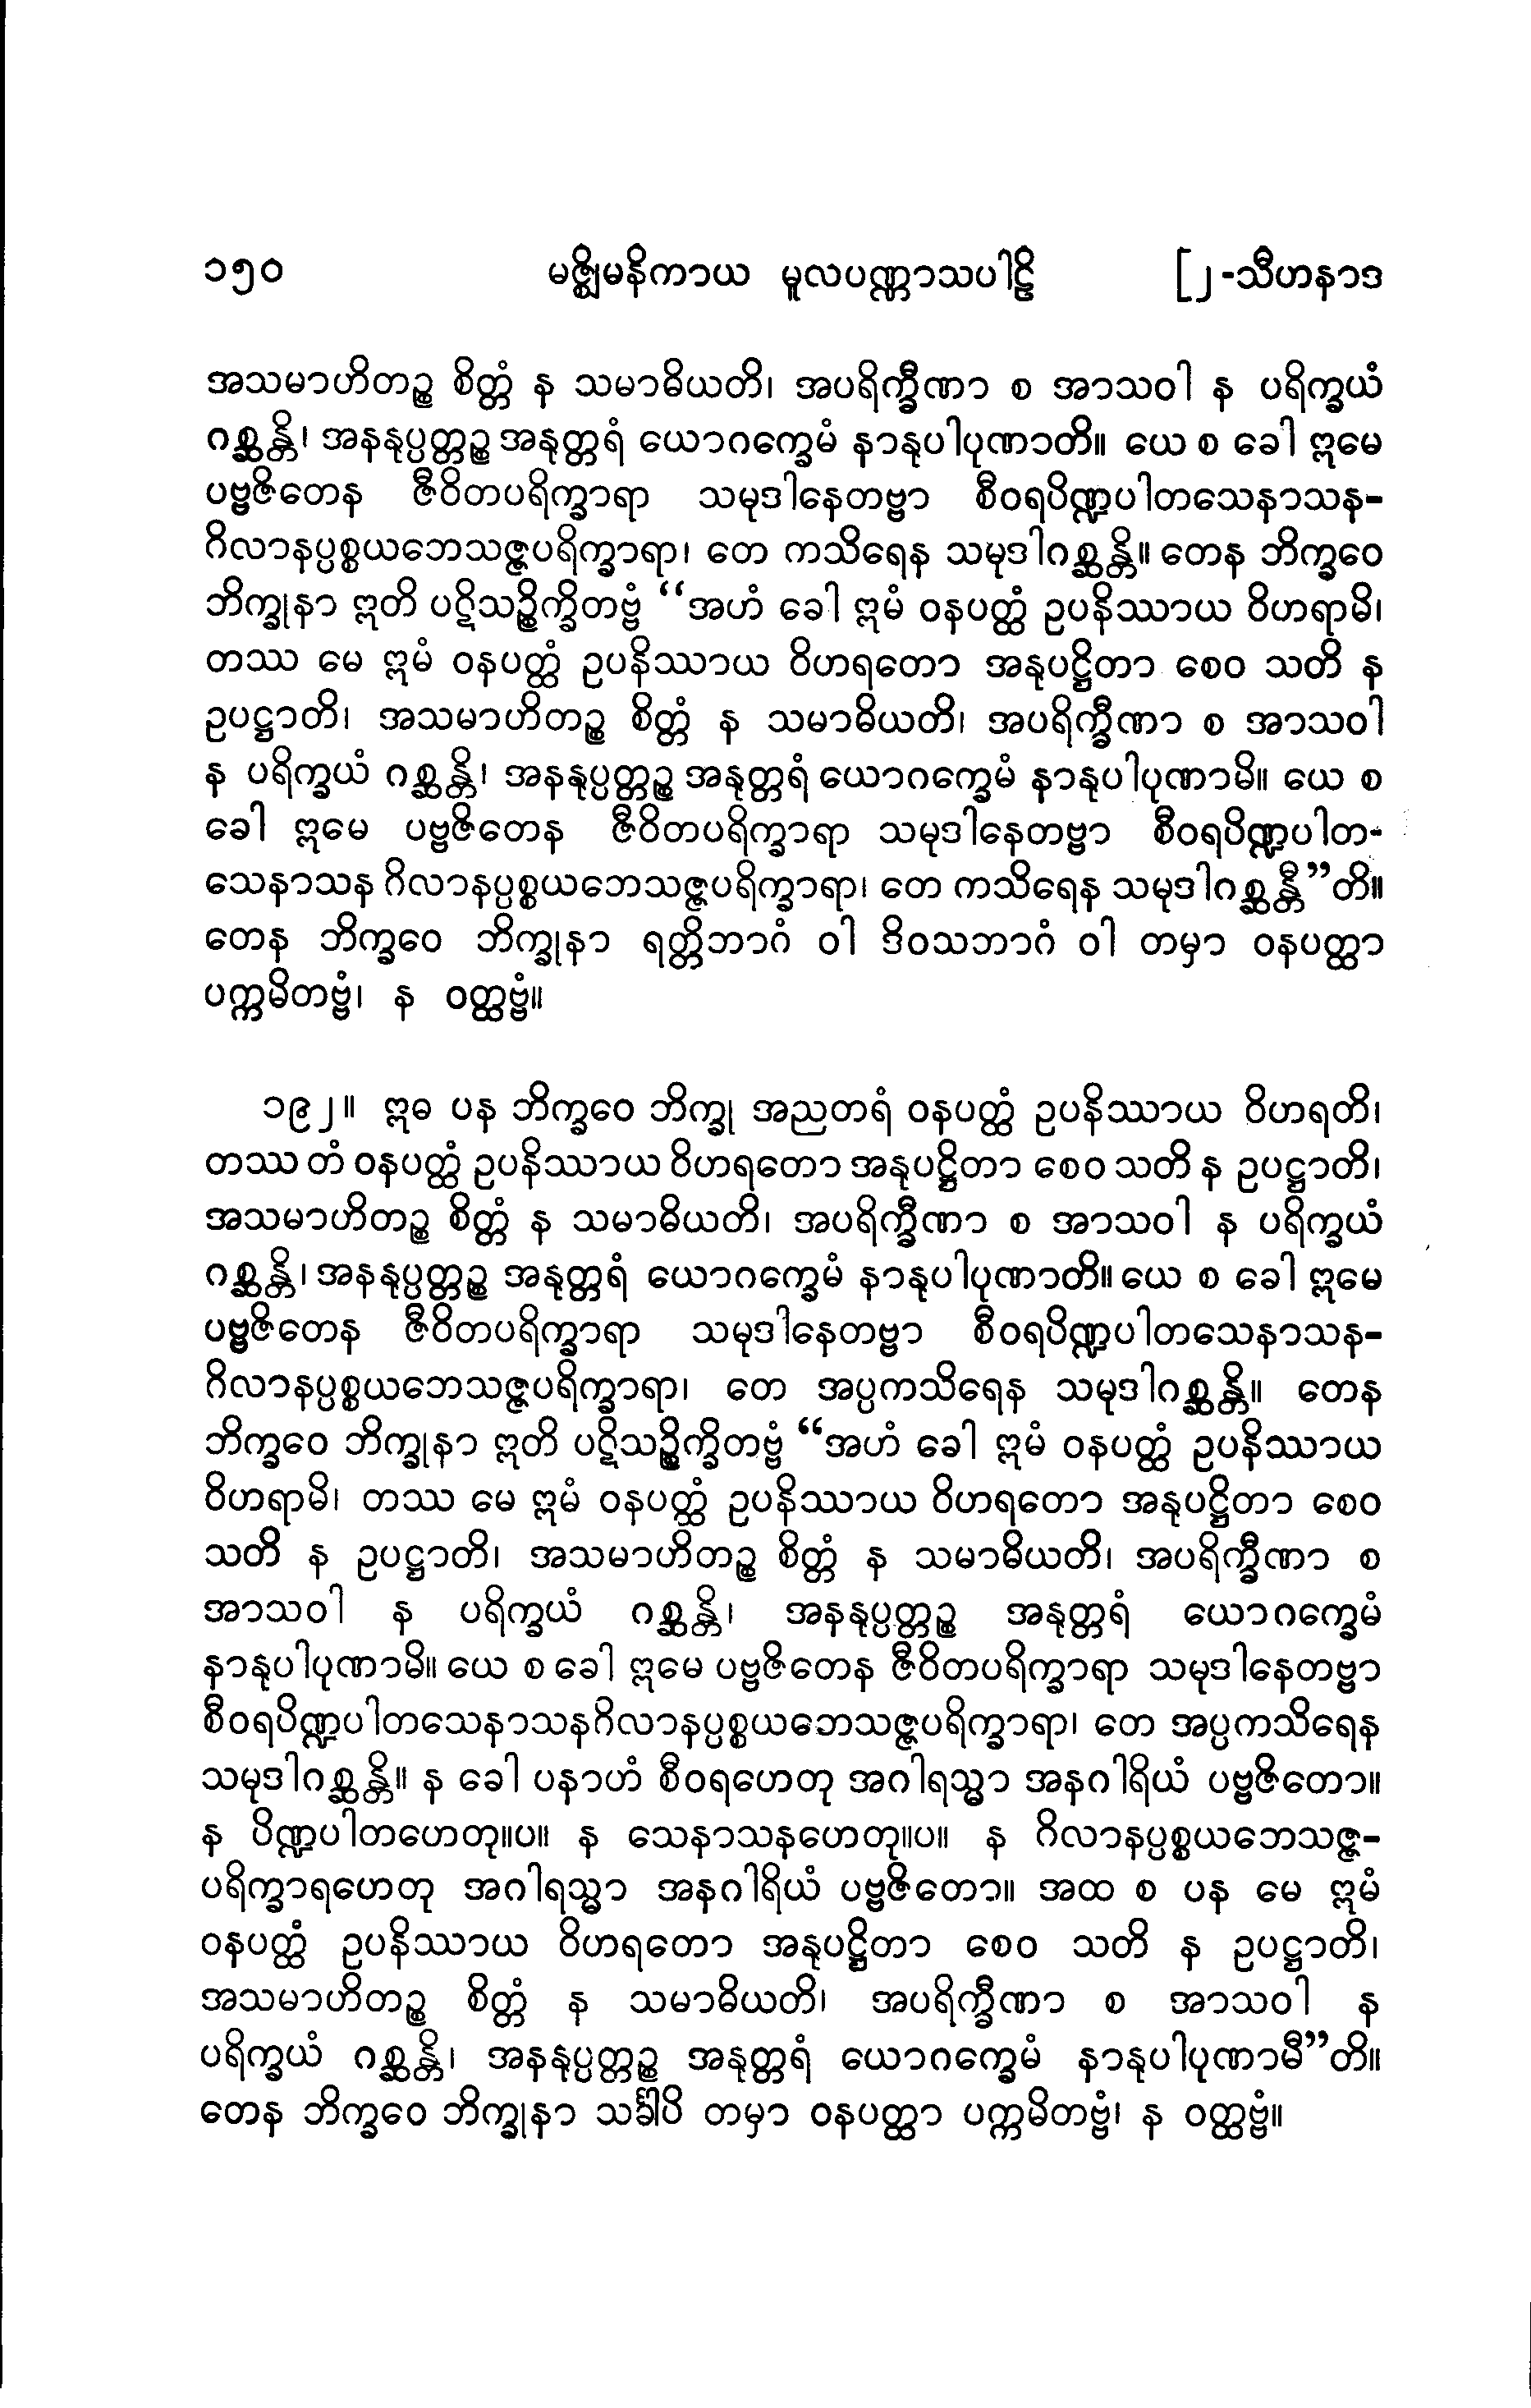 ၁၅၀ မဇ္ဈိမနိကာယ မူလပဏ္ဏာသပါဠိ [၂-သီဟနာဒ
အသမာဟိတဉ္စ စိတ္တံ န သမာဓိယတိ၊ အပရိက္ခီဏာ စ အာသဝါ န ပရိက္ခယံ
ဂစ္ဆန္တိ၊ အနနုပ္ပတ္တဉ္စ အနုတ္တရံ ယောဂက္ခေမံ နာနုပါပုဏာတိ။ ယေ စ ခေါ ဣမေ
ပဗ္ဗဇိတေန ဇီဝိတပရိက္ခာရာ သမုဒါနေတဗ္ဗာ စီဝရပိဏ္ဍပါတသေနာသန-
ဂိလာနပ္ပစ္စယဘေသဇ္ဇပရိက္ခာရာ၊ တေ ကသိရေန သမုဒါဂစ္ဆန္တိ။ တေန ဘိက္ခဝေ
ဘိက္ခုနာ ဣတိ ပဋိသဉ္စိက္ခိတဗ္ဗံ “အဟံ ခေါ ဣမံ ဝနပတ္ထံ ဥပနိဿာယ ဝိဟရာမိ၊
တဿ မေ ဣမံ ဝနပတ္ထံ ဥပနိဿာယ ဝိဟရတော အနုပဋ္ဌိတာ စေဝ သတိ န
ဥပဋ္ဌာတိ၊ အသမာဟိတဉ္စ စိတ္တံ န သမာဓိယတိ၊ အပရိက္ခီဏာ စ အာသဝါ
န ပရိက္ခယံ ဂစ္ဆန္တိ၊ အနနုပ္ပတ္တဉ္စ အနုတ္တရံ ယောဂက္ခေမံ နာနုပါပုဏာမိ။ ယေ စ
ခေါ ဣမေ ပဗ္ဗဇိတေန ဇီဝိတပရိက္ခာရာ သမုဒါနေတဗ္ဗာ စီဝရပိဏ္ဍပါတ-
သေနာသန ဂိလာနပ္ပစ္စယဘေသဇ္ဇပရိက္ခာရာ၊ တေ ကသိရေန သမုဒါဂစ္ဆန္တီ”တိ။
တေန ဘိက္ခဝေ ဘိက္ခုနာ ရတ္တိဘာဂံ ဝါ ဒိဝသဘာဂံ ဝါ တမှာ ဝနပတ္ထာ
ပက္ကမိတဗ္ဗံ၊ န ဝတ္ထဗ္ဗံ။
၁၉၂။ ဣဓ ပန ဘိက္ခဝေ ဘိက္ခု အညတရံ ဝနပတ္ထံ ဥပနိဿာယ ဝိဟရတိ၊
တဿ တံ ဝနပတ္ထံ ဥပနိဿာယ ဝိဟရတော အနုပဋ္ဌိတာ စေဝ သတိ န ဥပဋ္ဌာတိ၊
အသမာဟိတဉ္စ စိတ္တံ န သမာဓိယတိ၊ အပရိက္ခီဏာ စ အာသဝါ န ပရိက္ခယံ
ဂစ္ဆန္တိ၊ အနနုပ္ပတ္တဉ္စ အနုတ္တရံ ယောဂက္ခေမံ နာနုပါပုဏာတိ။ ယေ စ ခေါ ဣမေ
ပဗ္ဗဇိတေန ဇီဝိတပရိက္ခာရာ သမုဒါနေတဗ္ဗာ စီဝရပိဏ္ဍပါတသေနာသန-
ဂိလာနပ္ပစ္စယဘေသဇ္ဇပရိက္ခာရာ၊ တေ အပ္ပကသိရေန သမုဒါဂစ္ဆန္တိ။ တေန
ဘိက္ခဝေ ဘိက္ခုနာ ဣတိ ပဋိသဉ္စိက္ခိတဗ္ဗံ “အဟံ ခေါ ဣမံ ဝနပတ္ထံ ဥပနိဿာယ
ဝိဟရာမိ၊ တဿ မေ ဣမံ ဝနပတ္ထံ ဥပနိဿာယ ဝိဟရတော အနုပဋ္ဌိတာ စေဝ
သတိ န ဥပဋ္ဌာတိ၊ အသမာဟိတဉ္စ စိတ္တံ န သမာဓိယတိ၊ အပရိက္ခီဏာ စ
အာသဝါ န ပရိက္ခယံ ဂစ္ဆန္တိ၊ အနနုပ္ပတ္တဉ္စ အနုတ္တရံ ယောဂက္ခေမံ
နာနုပါပုဏာမိ။ ယေ စ ခေါ ဣမေ ပဗ္ဗဇိတေန ဇီဝိတပရိက္ခာရာ သမုဒါနေတဗ္ဗာ
စီဝရပိဏ္ဍပါတသေနာသနဂိလာနပ္ပစ္စယဘေသဇ္ဇပရိက္ခာရာ၊ တေ အပ္ပကသိရေန
သမုဒါဂစ္ဆန္တိ။ န ခေါ ပနာဟံ စီဝရဟေတု အဂါရသ္မာ အနဂါရိယံ ပဗ္ဗဇိတော။
န ပိဏ္ဍပါတဟေတု။ပ။ န သေနာသနဟေတု။ပ။ န ဂိလာနပ္ပစ္စယဘေသဇ္ဇ-
ပရိက္ခာရဟေတု အဂါရသ္မာ အနဂါရိယံ ပဗ္ဗဇိတော။ အထ စ ပန မေ ဣမံ
ဝနပတ္ထံ ဥပနိဿာယ ဝိဟရတော အနုပဋ္ဌိတာ စေဝ သတိ န ဥပဋ္ဌာတိ၊
အသမာဟိတဉ္စ စိတ္တံ န သမာဓိယတိ၊ အပရိက္ခီဏာ စ အာသဝါ န
ပရိက္ခယံ ဂစ္ဆန္တိ၊ အနနုပ္ပတ္တဉ္စ အနုတ္တရံ ယောဂက္ခေမံ နာနုပါပုဏာမီ”တိ။
တေန ဘိက္ခဝေ ဘိက္ခုနာ သင်္ခါပိ တမှာ ဝနပတ္ထာ ပက္ကမိတဗ္ဗံ၊ န ဝတ္ထဗ္ဗံ။